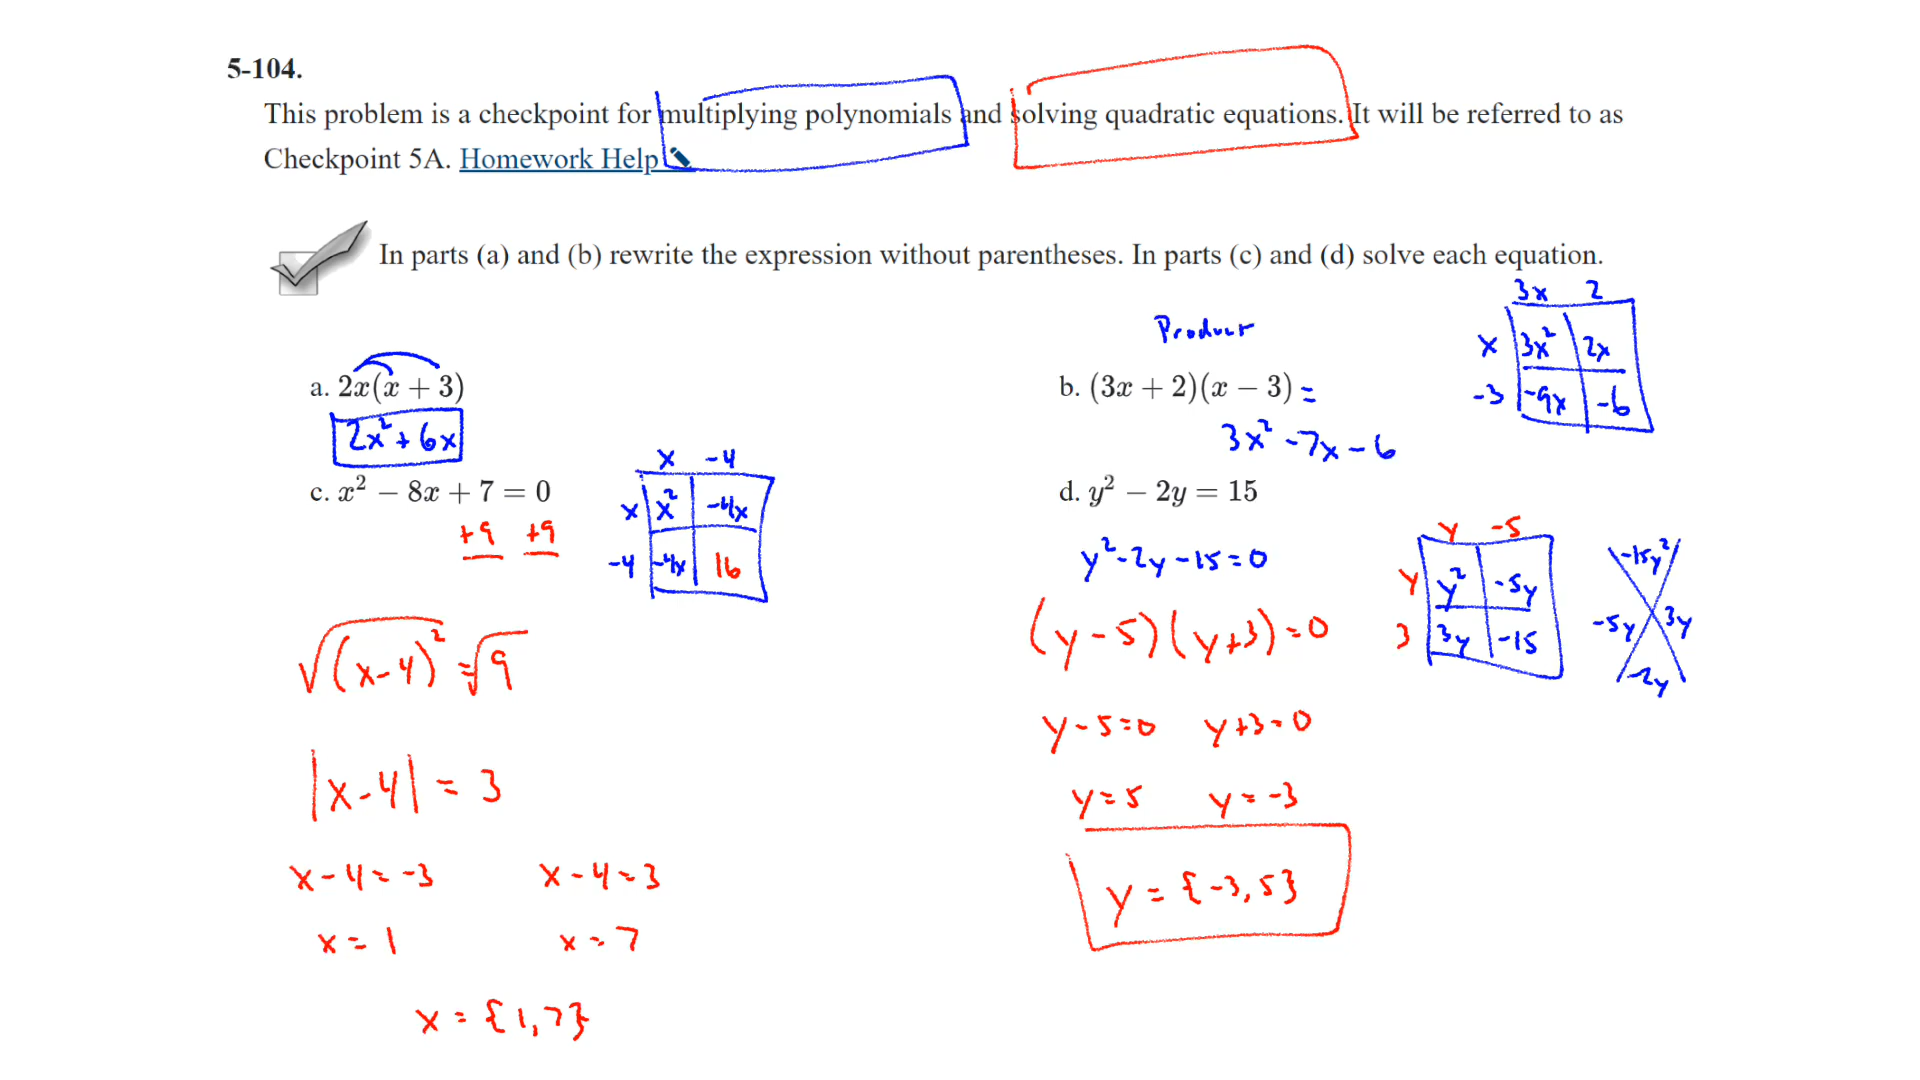 5-104.
This problem is a checkpoint for multiplying polynomials and solving quadratic equations. It will be referred to as
Checkpoint 5A. Homework Help
In parts (a) and (b) rewrite the expression without parentheses. In parts (c) and (d) solve each equation.
a. 2x(x + 3)
2x² + 6x
Product
b. (3x + 2)(x − 3) =
3x² - 7x - 6
3x 2
x 3x² 2x
-3 -9x -6
c. x² − 8x + 7 = 0
+9 +9
x -4
x x² -4x
-4 -4x 16
√(x-4)² = √9
|x-4| = 3
x-4=-3 x-4=3
x=1 x=7
x = {1,7}
d. y² − 2y = 15
y²-2y-15=0
(y-5)(y+3)=0
y-5=0 y+3=0
y=5 y=-3
y = {-3,5}
y -5
y y² -5y
3 3y -15
-15y²
-5y 3y
-2y